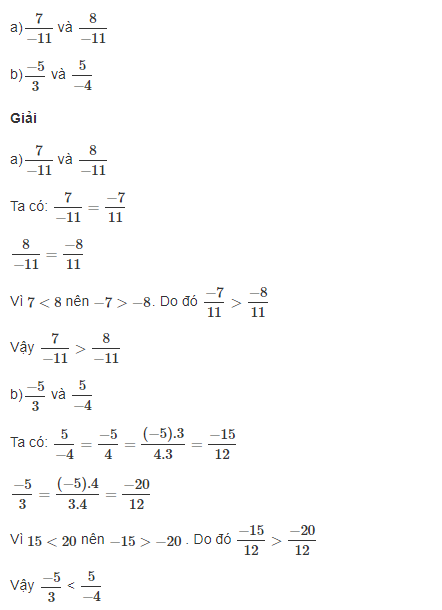 a) 7/−11 và 8/−11
b) −5/3 và 5/−4
Giải
a) 7/−11 và 8/−11
Ta có: 7/−11 = −7/11
8/−11 = −8/11
Vì 7 < 8 nên −7 > −8. Do đó −7/11 > −8/11
Vậy 7/−11 > 8/−11
b) −5/3 và 5/−4
Ta có: 5/−4 = −5/4 = (−5).3/4.3 = −15/12
−5/3 = (−5).4/3.4 = −20/12
Vì 15 < 20 nên −15 > −20 . Do đó −15/12 > −20/12
Vậy −5/3 < 5/−4